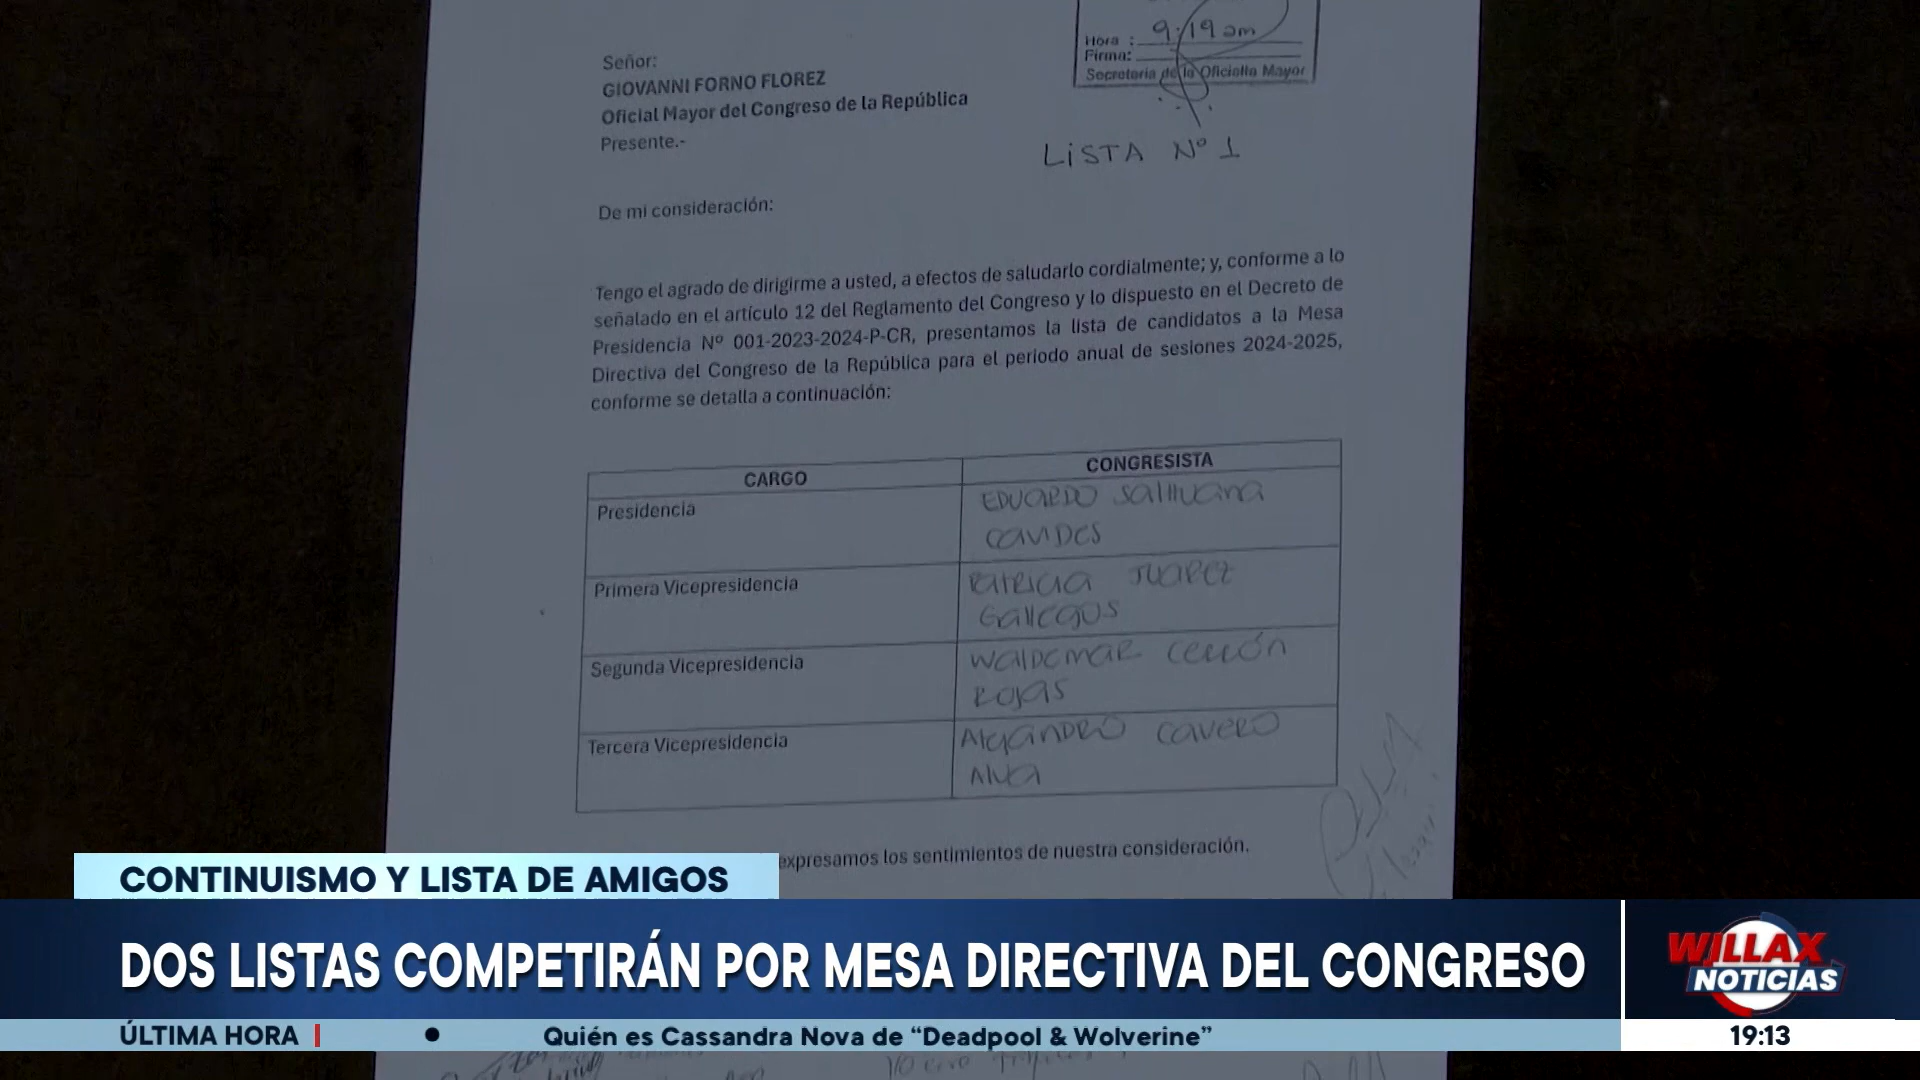 Hora : 9:19 am
Firma:
Secretaria de la Oficialía Mayor
Señor:
GIOVANNI FORNO FLOREZ
Oficial Mayor del Congreso de la República
Presente.-
LISTA Nº 1
De mi consideración:
Tengo el agrado de dirigirme a usted, a efectos de saludarlo cordialmente; y, conforme a lo
señalado en el artículo 12 del Reglamento del Congreso y lo dispuesto en el Decreto de
Presidencia Nº 001-2023-2024-P-CR, presentamos la lista de candidatos a la Mesa
Directiva del Congreso de la República para el periodo anual de sesiones 2024-2025,
conforme se detalla a continuación:
CARGO CONGRESISTA
Presidencia EDUARDO Salhuana
CAVIDES
Primera Vicepresidencia PATRICIA JUAREZ
GallEGOS
Segunda Vicepresidencia WalDEMAR Cerrón
ROJAS
Tercera Vicepresidencia Alejandro CAVERO
Alva
expresamos los sentimientos de nuestra consideración.
CONTINUISMO Y LISTA DE AMIGOS
DOS LISTAS COMPETIRÁN POR MESA DIRECTIVA DEL CONGRESO
WILLAX
NOTICIAS
ÚLTIMA HORA | • Quién es Cassandra Nova de “Deadpool & Wolverine”
19:13